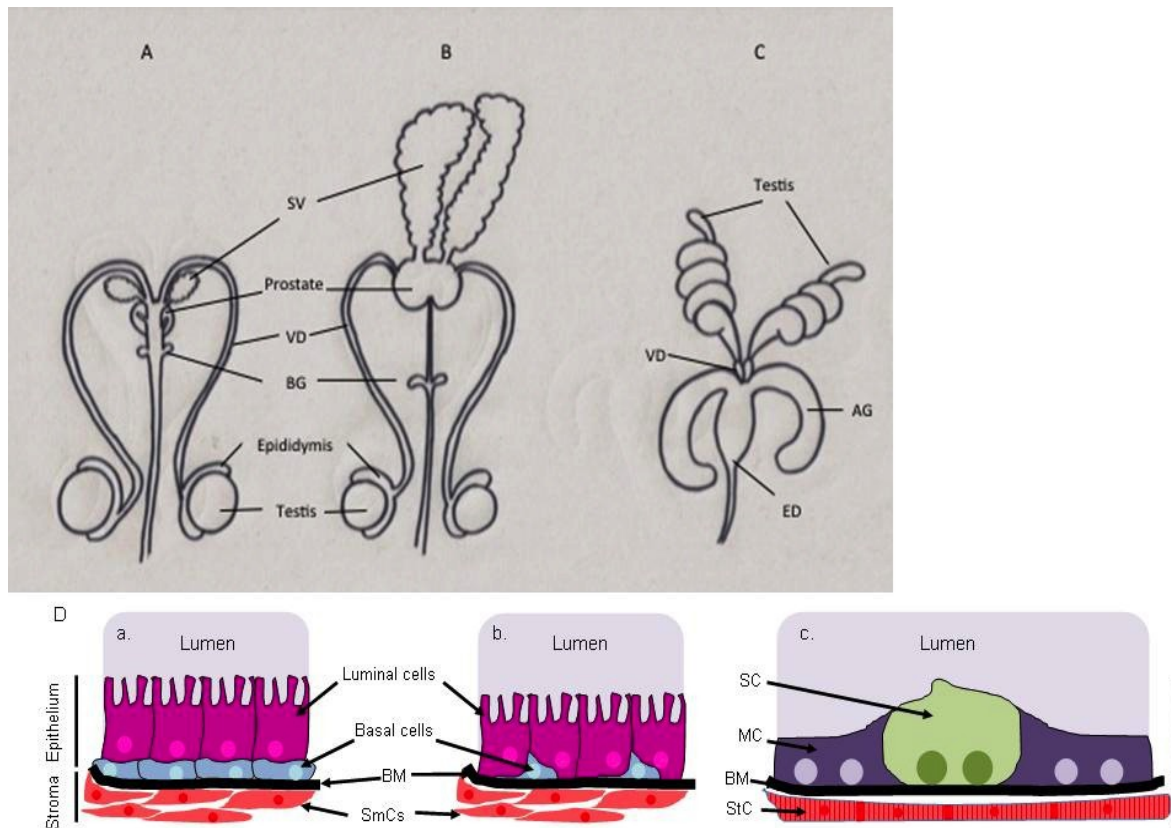 A
B
C
SV
Testis
Prostate
VD
VD
BG
AG
Epididymis
Testis
ED
D
a.
Lumen
b.
Lumen
c.
Lumen
Epithelium
Stroma
Luminal cells
Basal cells
BM
SmCs
SC
MC
BM
StC